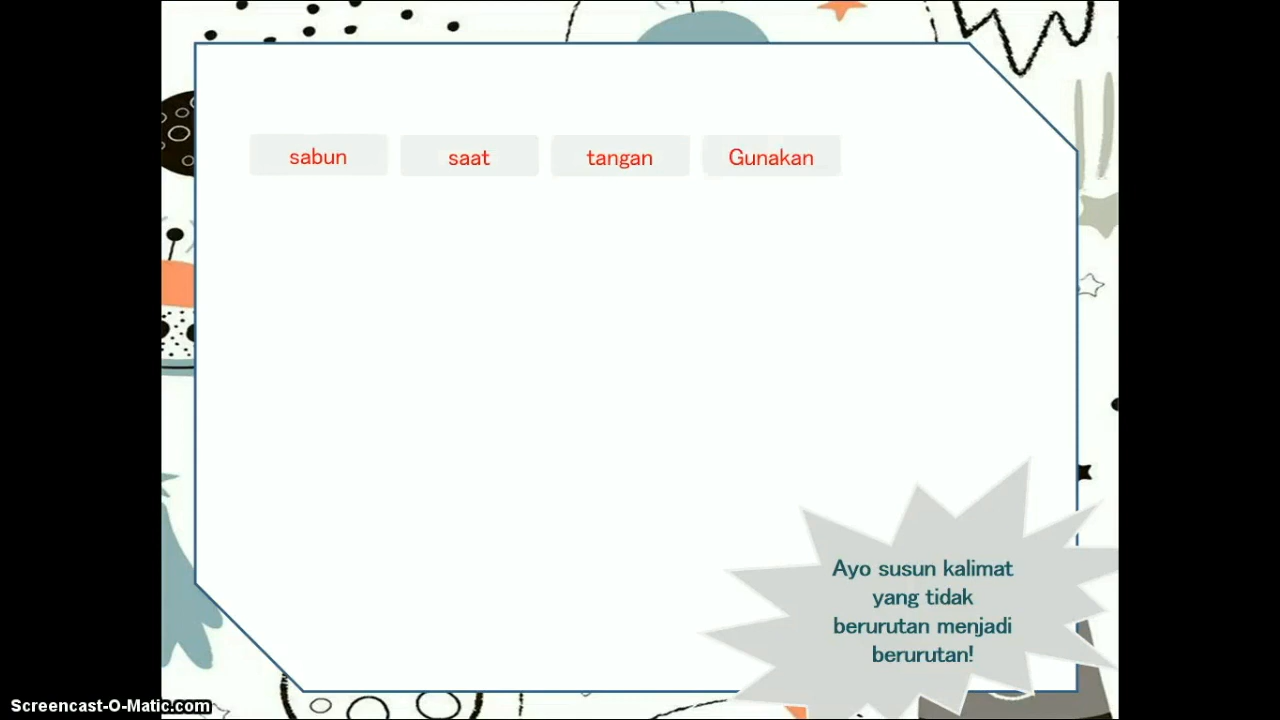 sabun saat tangan Gunakan
Ayo susun kalimat
yang tidak
berurutan menjadi
berurutan!
Screencast-O-Matic.com